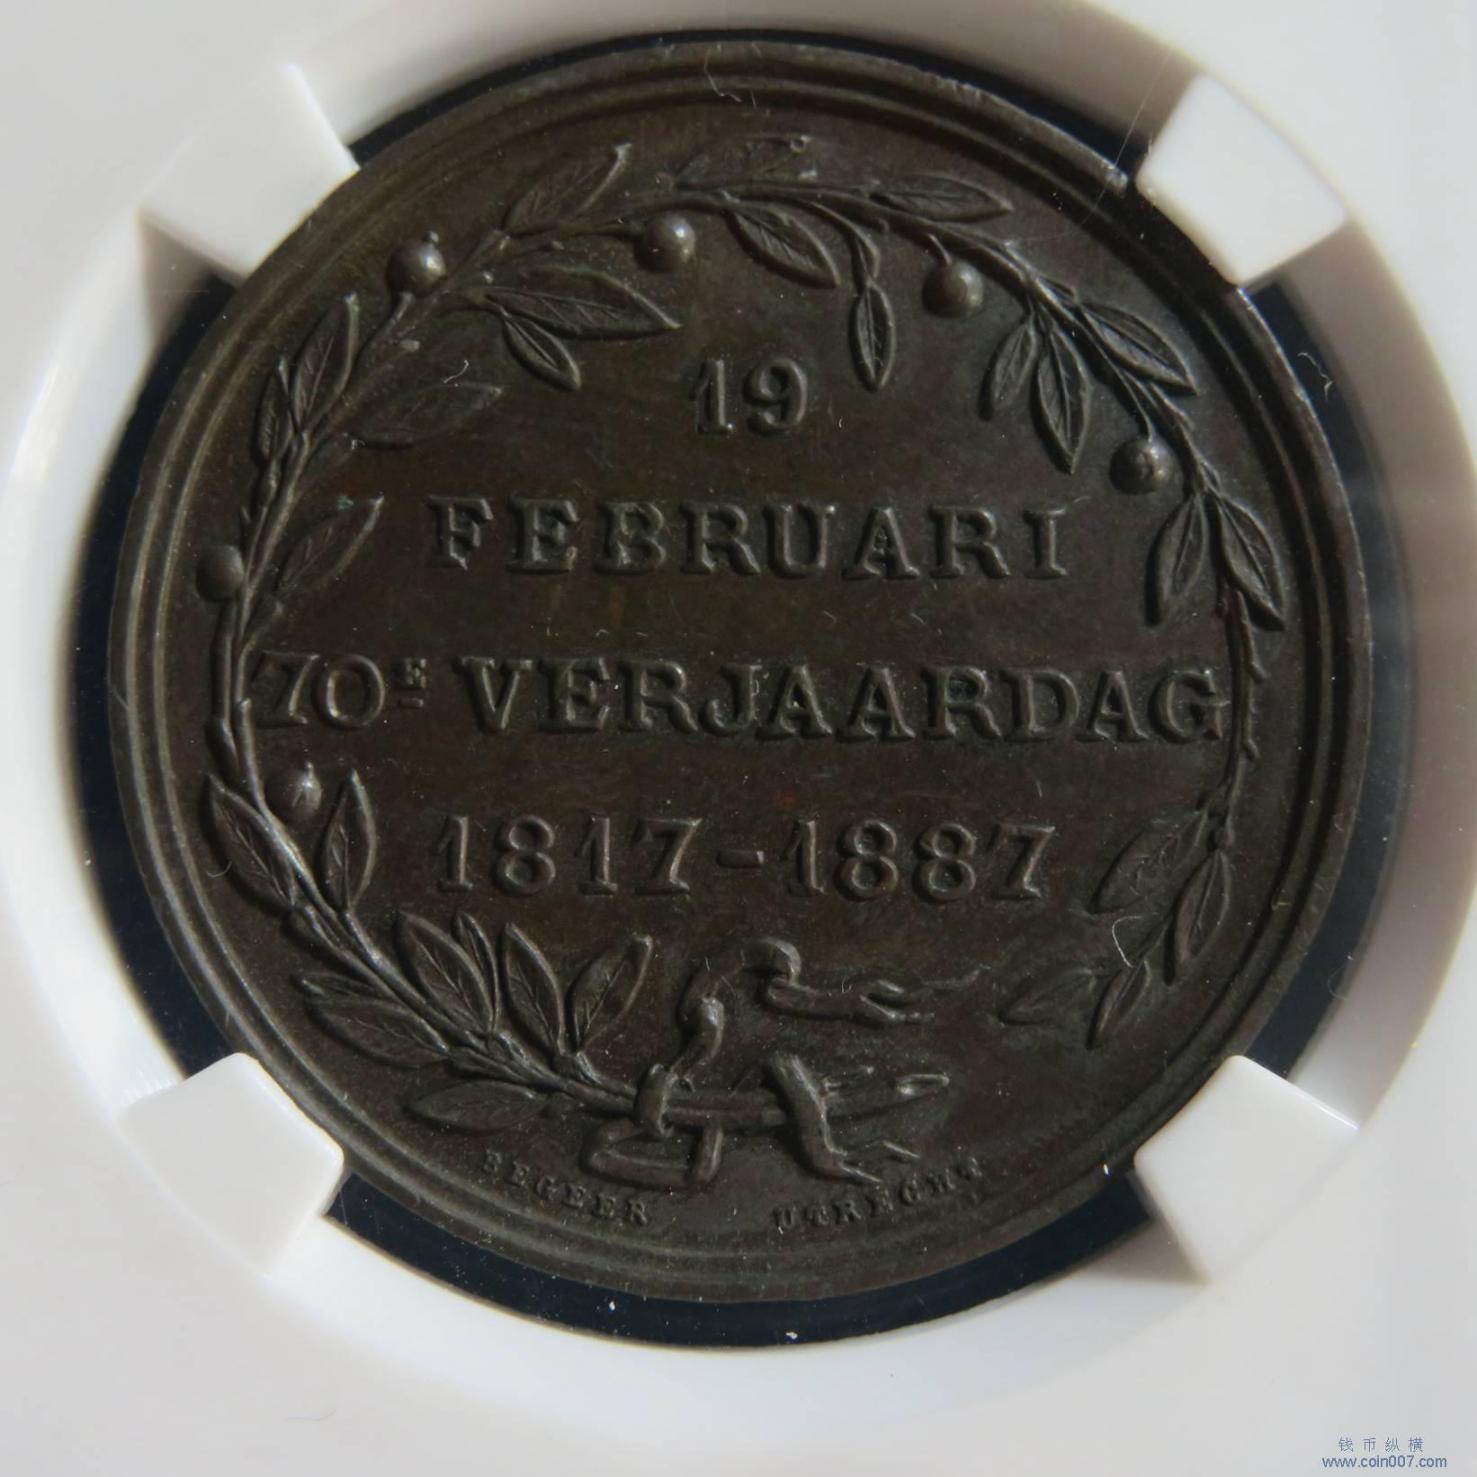 19
FEBRUARI
70E VERJAARDAG
1817-1887
BEGEER UTRECHT
钱币纵横
www.coin007.com